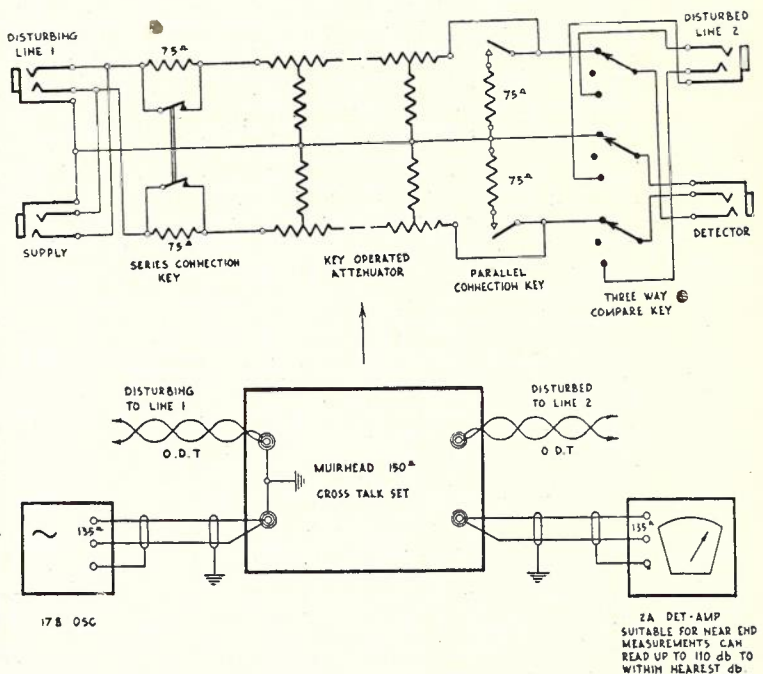 DISTURBING
LINE 1
75Ω
DISTURBED
LINE 2
75Ω
75Ω
75Ω
SUPPLY
SERIES CONNECTION
KEY
KEY OPERATED
ATTENUATOR
PARALLEL
CONNECTION KEY
THREE WAY
COMPARE KEY
DETECTOR
DISTURBING
TO LINE 1
O.D.T
DISTURBED
TO LINE 2
O.D.T
MUIRHEAD 150Ω
CROSS TALK SET
135Ω
135Ω
17B OSC
2A DET-AMP
SUITABLE FOR NEAR END
MEASUREMENTS CAN
READ UP TO 110 db TO
WITHIN NEAREST db.